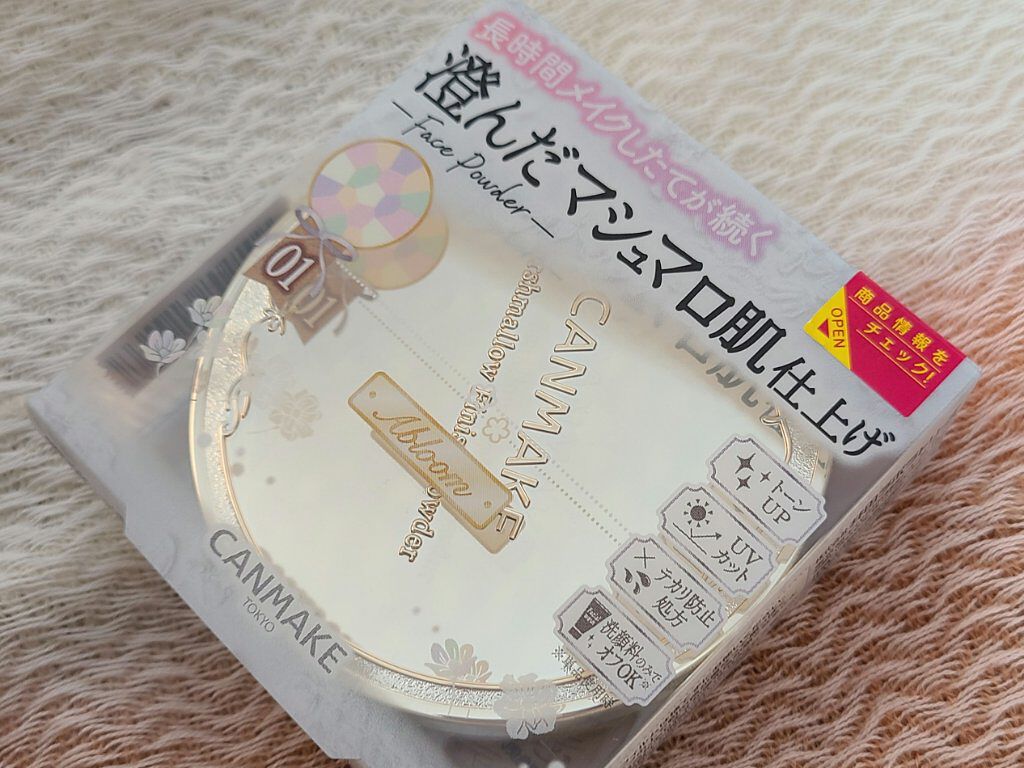 長時間メイクしたてが続く
澄んだマシュマロ肌仕上げ
Face Powder
商品情報を
チェック!
OPEN
01
CANMAKE
Abloom
トーン
UP
UV
カット
テカリ防止
処方
洗顔料のみで
オフOK
CANMAKE
TOKYO